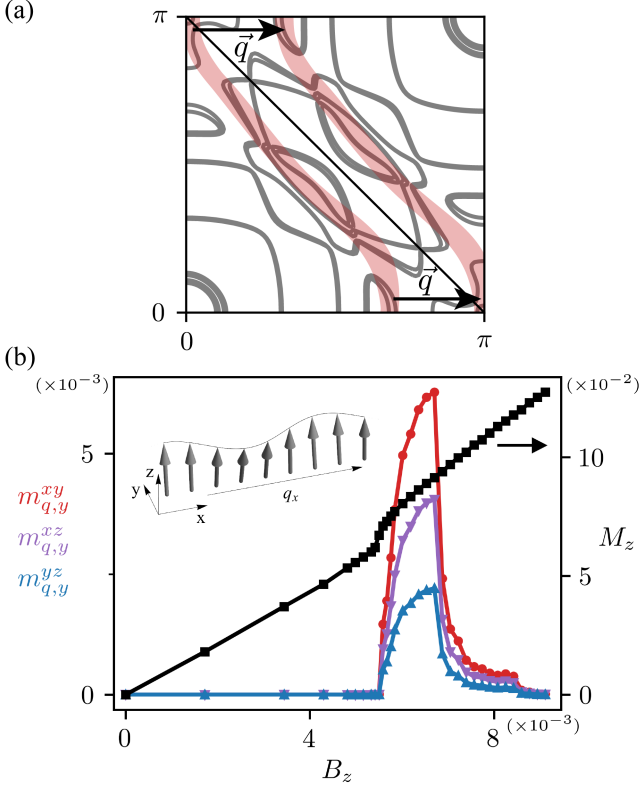 (a)
π
q⃗
q⃗
0
0
π
(b)
(×10⁻³)
(×10⁻²)
5
10
z
y
x
qₓ
m^{xy}_{q,y}
m^{xz}_{q,y}
m^{yz}_{q,y}
M_z
5
0
0
0
4
8
(×10⁻³)
B_z